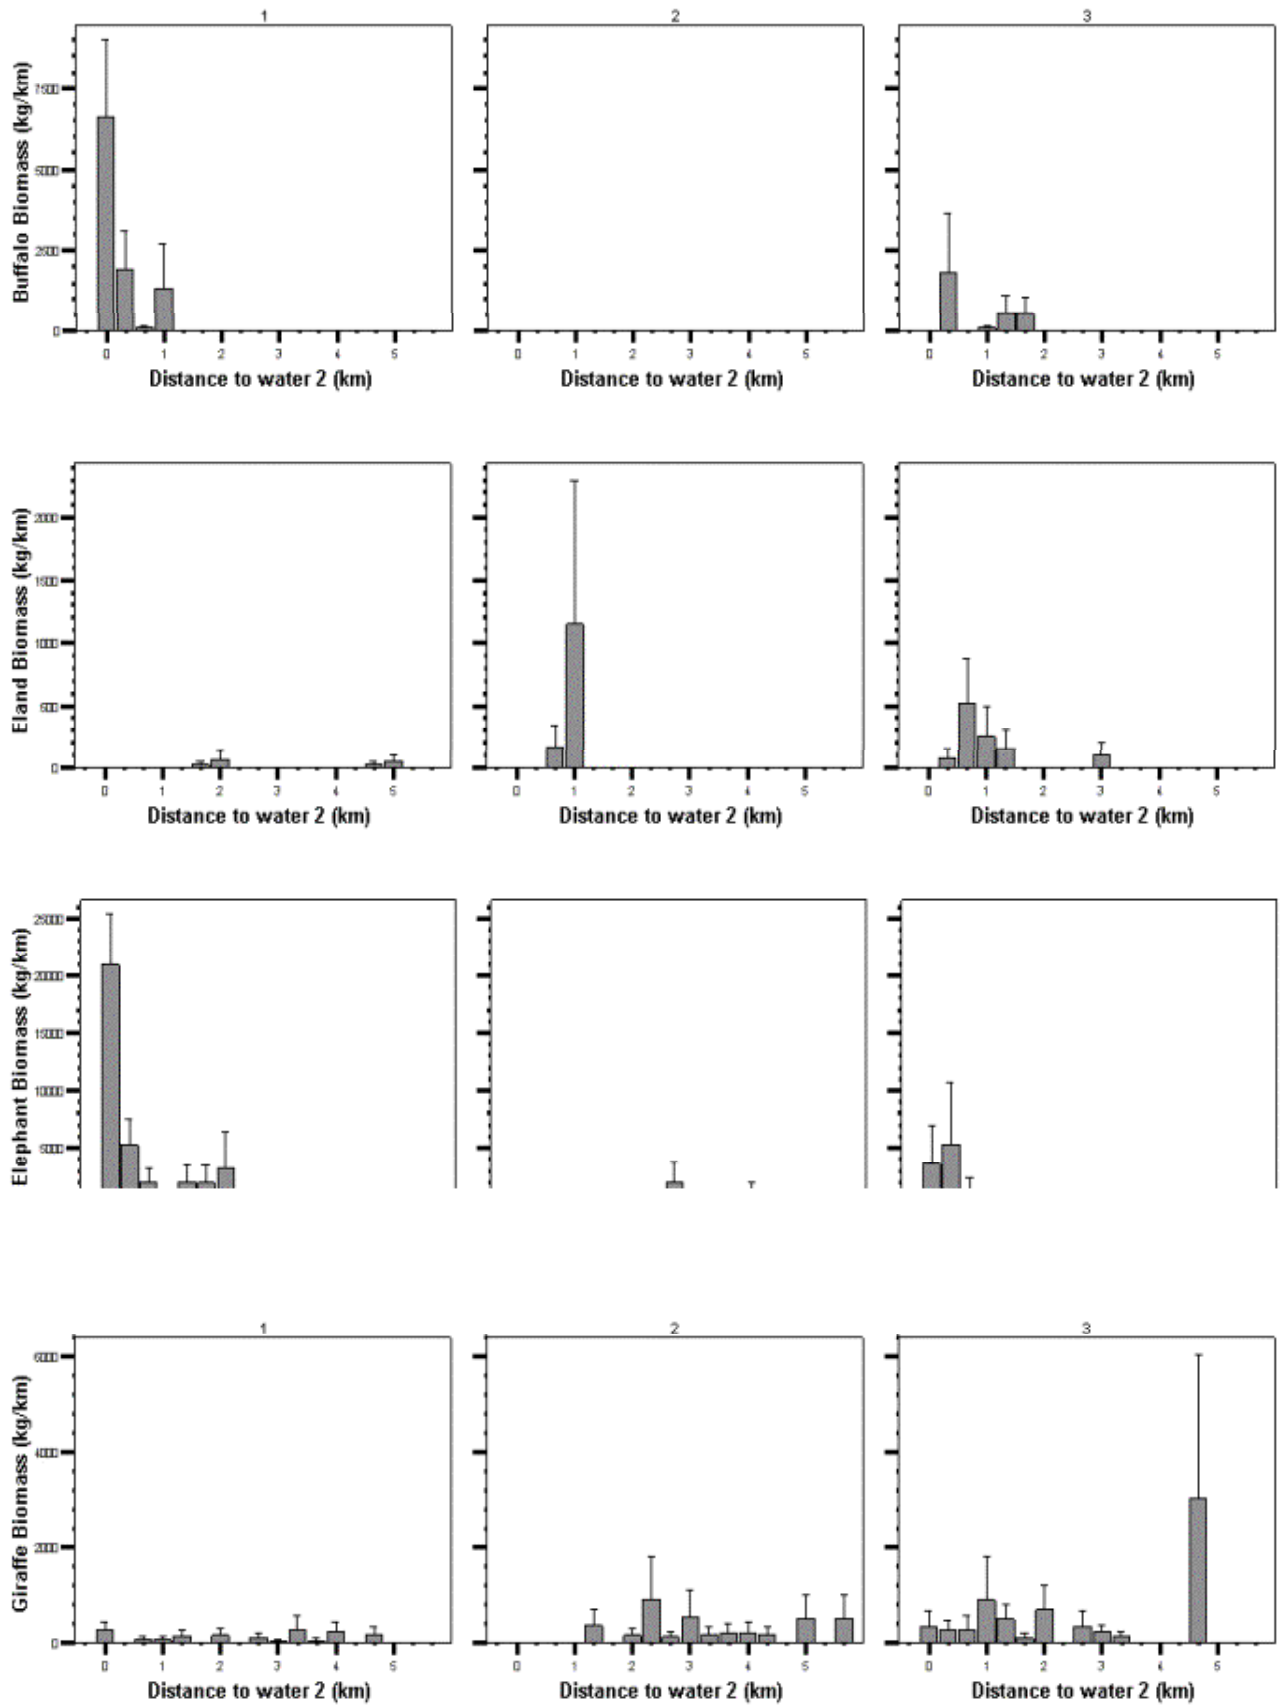 1 2 3
Buffalo Biomass (kg/km)
7500
5000
2500
0
0 1 2 3 4 5 0 1 2 3 4 5 0 1 2 3 4 5
Distance to water 2 (km) Distance to water 2 (km) Distance to water 2 (km)
Eland Biomass (kg/km)
2000
1500
1000
500
0
0 1 2 3 4 5 0 1 2 3 4 5 0 1 2 3 4 5
Distance to water 2 (km) Distance to water 2 (km) Distance to water 2 (km)
Elephant Biomass (kg/km)
25000
20000
15000
10000
5000
1 2 3
Giraffe Biomass (kg/km)
6000
4000
2000
0
0 1 2 3 4 5 0 1 2 3 4 5 0 1 2 3 4 5
Distance to water 2 (km) Distance to water 2 (km) Distance to water 2 (km)